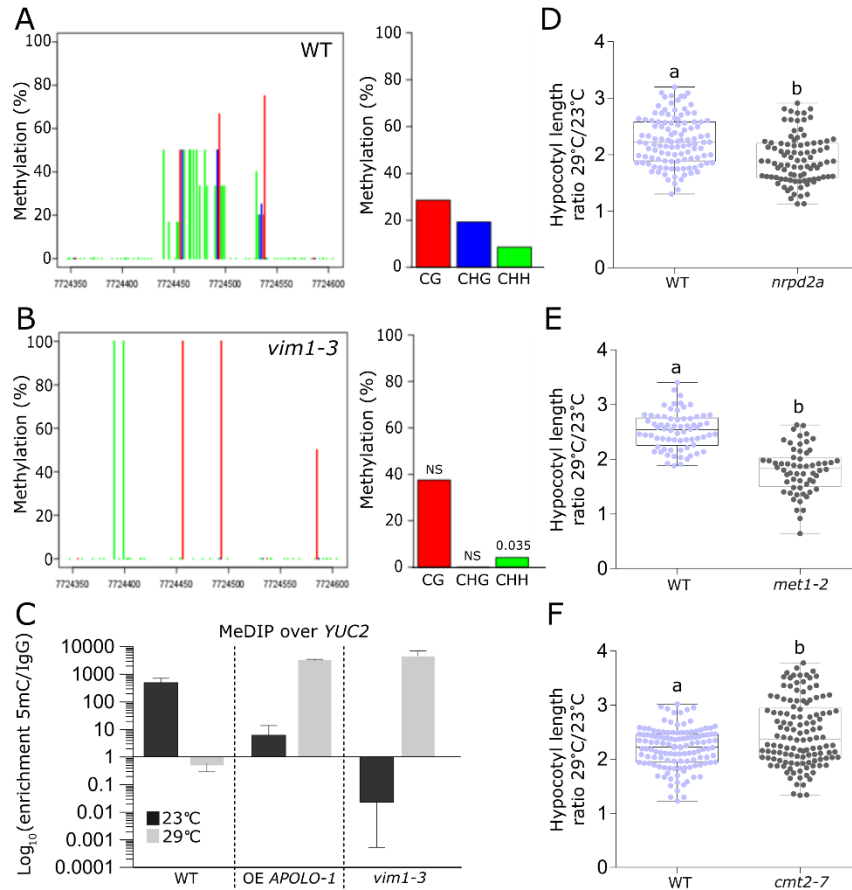 A
WT
Methylation (%)
100
80
60
40
20
0
7724350 7724400 7724450 7724500 7724550 7724600
Methylation (%)
100
80
60
40
20
0
CG CHG CHH
B
vim1-3
Methylation (%)
100
80
60
40
20
0
7724350 7724400 7724450 7724500 7724550 7724600
Methylation (%)
100
80
60
40
20
0
NS
NS
0.035
CG CHG CHH
C
MeDIP over YUC2
Log10(enrichment 5mC/IgG)
10000
1000
100
10
1
0.1
0.01
0.001
0.0001
23°C
29°C
WT OE APOLO-1 vim1-3
D
Hypocotyl length
ratio 29°C/23°C
4
3
2
1
0
a
b
WT nrpd2a
E
Hypocotyl length
ratio 29°C/23°C
4
3
2
1
0
a
b
WT met1-2
F
Hypocotyl length
ratio 29°C/23°C
4
3
2
1
0
a
b
WT cmt2-7